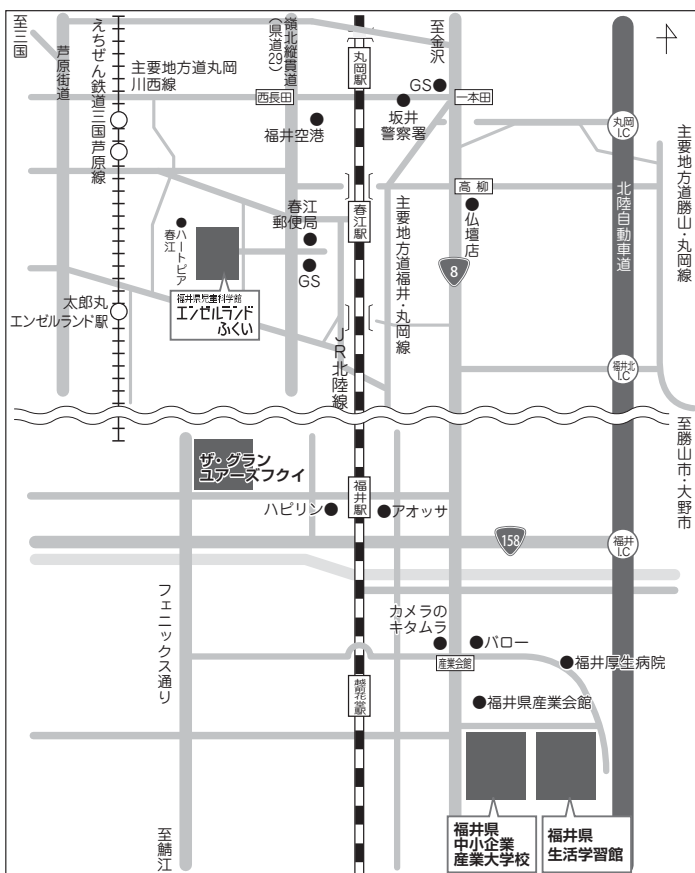 至三国
芦原街道
えちぜん鉄道三国芦原線
主要地方道丸岡
川西線
嶺北縦貫道
(県道29)
西長田
福井空港
丸岡駅
至金沢
GS
一本田
坂井
警察署
丸岡
I.C
主要地方道勝山・丸岡線
北陸自動車道
高柳
仏壇店
8
主要地方道福井・丸岡線
春江駅
春江
郵便局
GS
ハートピア
春江
福井県児童科学館
エンゼルランド
ふくい
太郎丸
エンゼルランド駅
JR北陸線
福井北
I.C
至勝山市・大野市
ザ・グラン
ユアーズフクイ
福井駅
ハピリン
アオッサ
158
福井
I.C
フェニックス通り
カメラの
キタムラ
バロー
産業会館
福井厚生病院
越前花堂駅
福井県産業会館
福井県
中小企業
産業大学校
福井県
生活学習館
至鯖江